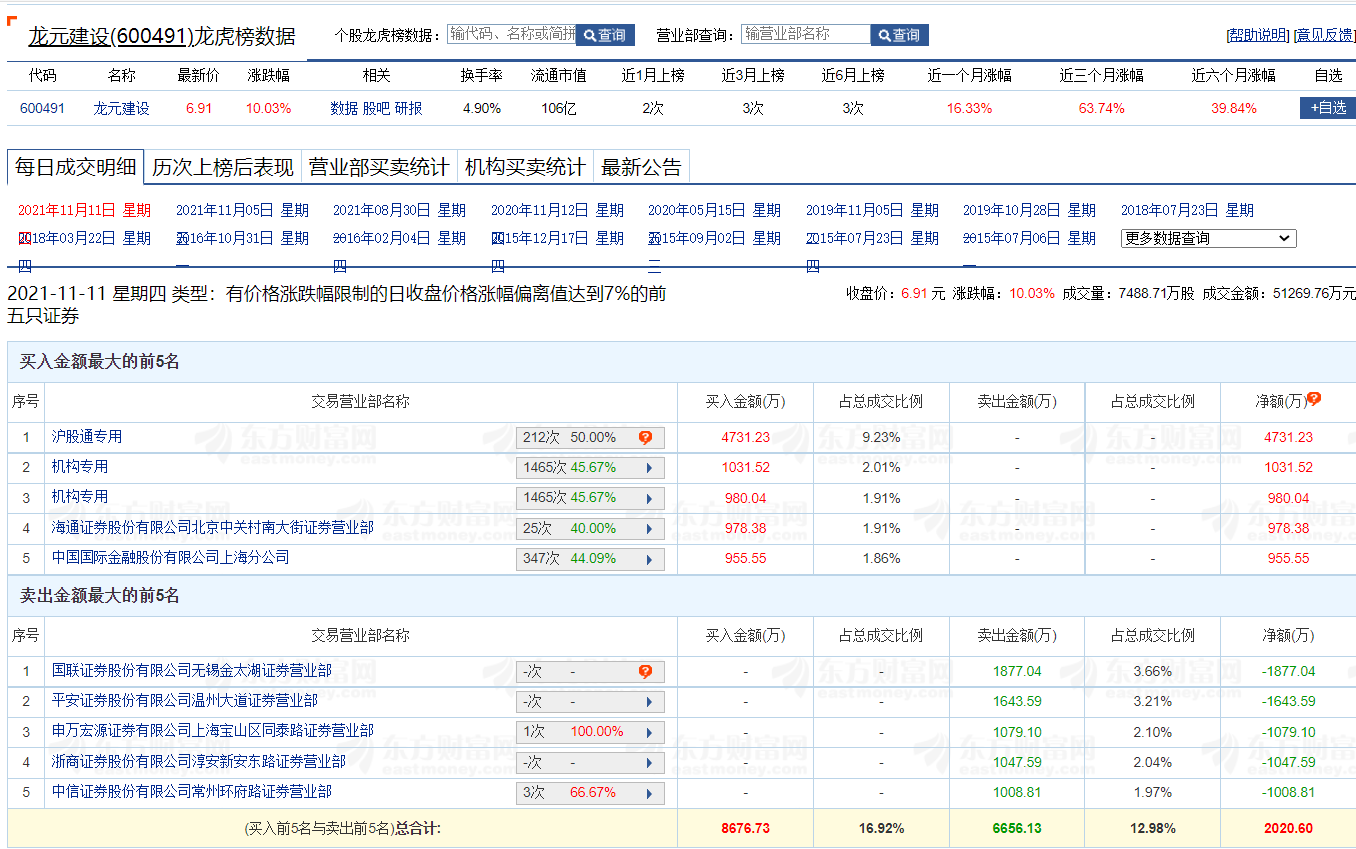 龙元建设(600491)龙虎榜数据 个股龙虎榜数据： 输代码、名称或简拼 查询 营业部查询： 输营业部名称 查询 [帮助说明] [意见反馈]
代码 名称 最新价 涨跌幅 相关 换手率 流通市值 近1月上榜 近3月上榜 近6月上榜 近一个月涨幅 近三个月涨幅 近六个月涨幅 自选
600491 龙元建设 6.91 10.03% 数据 股吧 研报 4.90% 106亿 2次 3次 3次 16.33% 63.74% 39.84% +自选
每日成交明细 历次上榜后表现 营业部买卖统计 机构买卖统计 最新公告
2021年11月11日 星期 2021年11月05日 星期 2021年08月30日 星期 2020年11月12日 星期 2020年05月15日 星期 2019年11月05日 星期 2019年10月28日 星期 2018年07月23日 星期
2018年03月22日 星期 2016年10月31日 星期 2016年02月04日 星期 2015年12月17日 星期 2015年09月02日 星期 2015年07月23日 星期 2015年07月06日 星期 更多数据查询
四 一 四 四 三 四 一
2021-11-11 星期四 类型：有价格涨跌幅限制的日收盘价格涨幅偏离值达到7%的前 收盘价：6.91 元 涨跌幅：10.03% 成交量：7488.71万股 成交金额：51269.76万元
五只证券
买入金额最大的前5名
序号 交易营业部名称 买入金额(万) 占总成交比例 卖出金额(万) 占总成交比例 净额(万)
1 沪股通专用 212次 50.00% 4731.23 9.23% - - 4731.23
2 机构专用 1465次 45.67% 1031.52 2.01% - - 1031.52
3 机构专用 1465次 45.67% 980.04 1.91% - - 980.04
4 海通证券股份有限公司北京中关村南大街证券营业部 25次 40.00% 978.38 1.91% - - 978.38
5 中国国际金融股份有限公司上海分公司 347次 44.09% 955.55 1.86% - - 955.55
卖出金额最大的前5名
序号 交易营业部名称 买入金额(万) 占总成交比例 卖出金额(万) 占总成交比例 净额(万)
1 国联证券股份有限公司无锡金太湖证券营业部 -次 - - - 1877.04 3.66% -1877.04
2 平安证券股份有限公司温州大道证券营业部 -次 - - - 1643.59 3.21% -1643.59
3 申万宏源证券有限公司上海宝山区同泰路证券营业部 1次 100.00% - - 1079.10 2.10% -1079.10
4 浙商证券股份有限公司淳安新安东路证券营业部 -次 - - - 1047.59 2.04% -1047.59
5 中信证券股份有限公司常州环府路证券营业部 3次 66.67% - - 1008.81 1.97% -1008.81
(买入前5名与卖出前5名)总合计: 8676.73 16.92% 6656.13 12.98% 2020.60